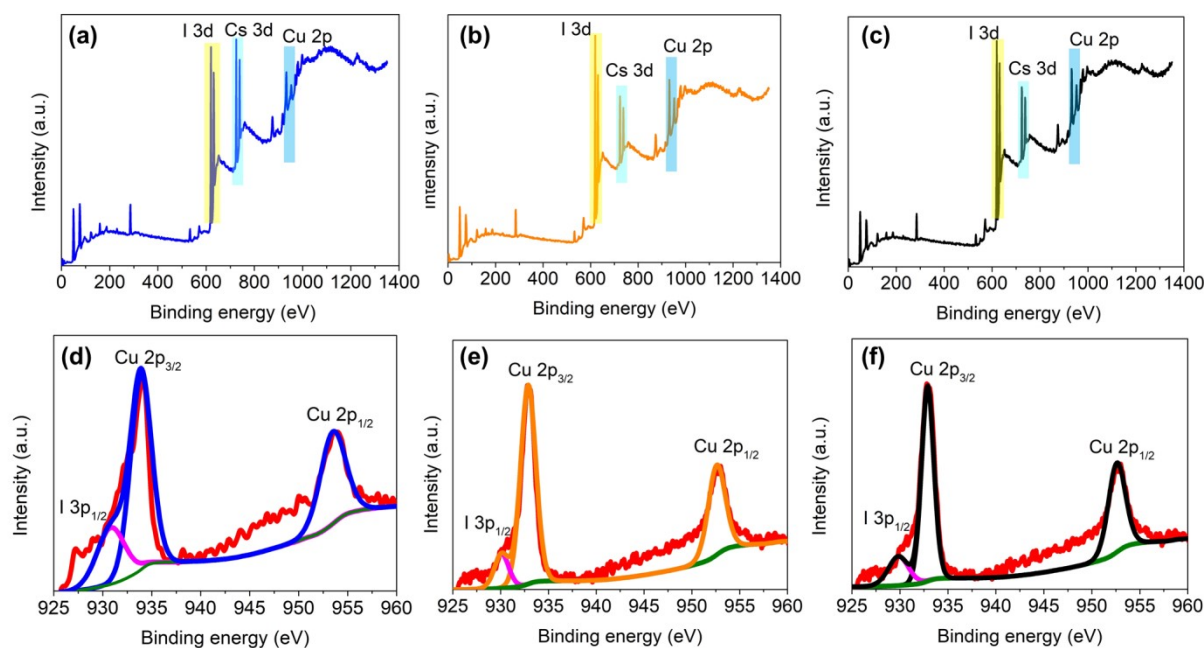 (a)
I 3d
Cs 3d
Cu 2p
Intensity (a.u.)
0 200 400 600 800 1000 1200 1400
Binding energy (eV)
(b)
I 3d
Cs 3d
Cu 2p
Intensity (a.u.)
0 200 400 600 800 1000 1200 1400
Binding energy (eV)
(c)
I 3d
Cs 3d
Cu 2p
Intensity (a.u.)
0 200 400 600 800 1000 1200 1400
Binding energy (eV)
(d)
Cu 2p3/2
Cu 2p1/2
I 3p1/2
Intensity (a.u.)
925 930 935 940 945 950 955 960
Binding energy (eV)
(e)
Cu 2p3/2
Cu 2p1/2
I 3p1/2
Intensity (a.u.)
925 930 935 940 945 950 955 960
Binding energy (eV)
(f)
Cu 2p3/2
Cu 2p1/2
I 3p1/2
Intensity (a.u.)
925 930 935 940 945 950 955 960
Binding energy (eV)